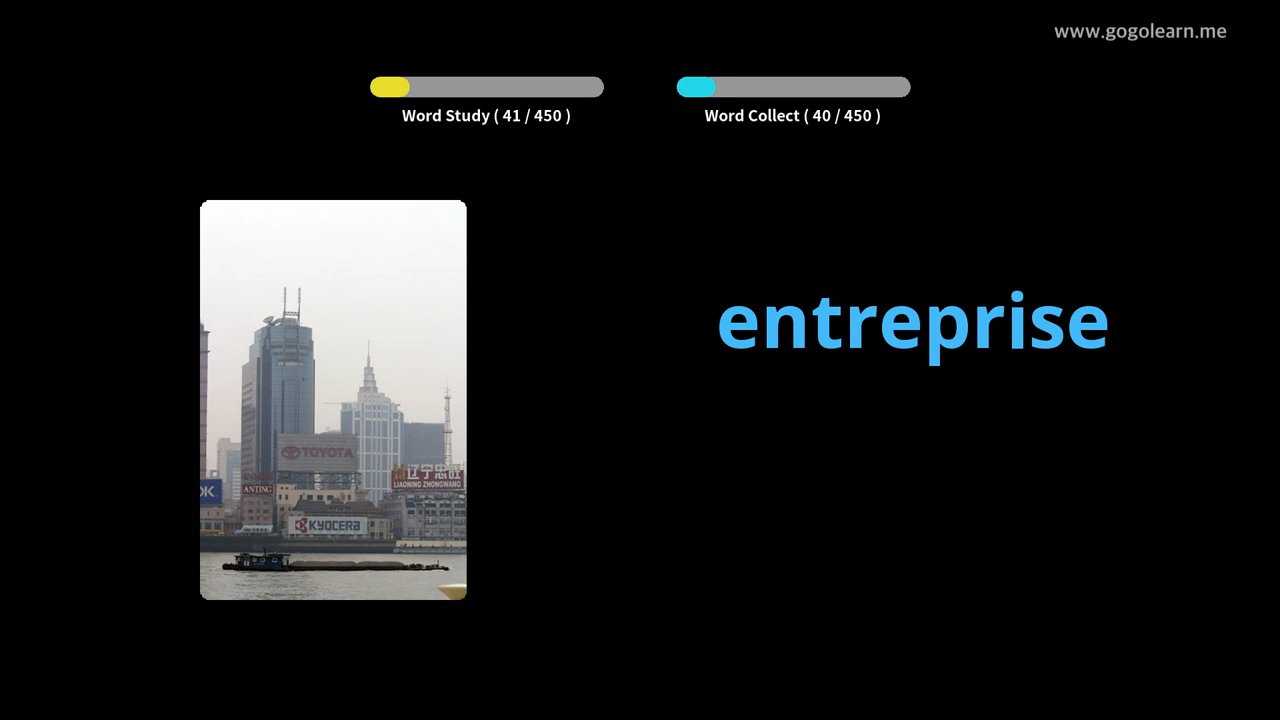 www.gogolearn.me
Word Study ( 41 / 450 )
Word Collect ( 40 / 450 )
entreprise
TOYOTA
辽宁忠旺
LIAONING ZHONGWANG
OK
ANTING
KYOCERA